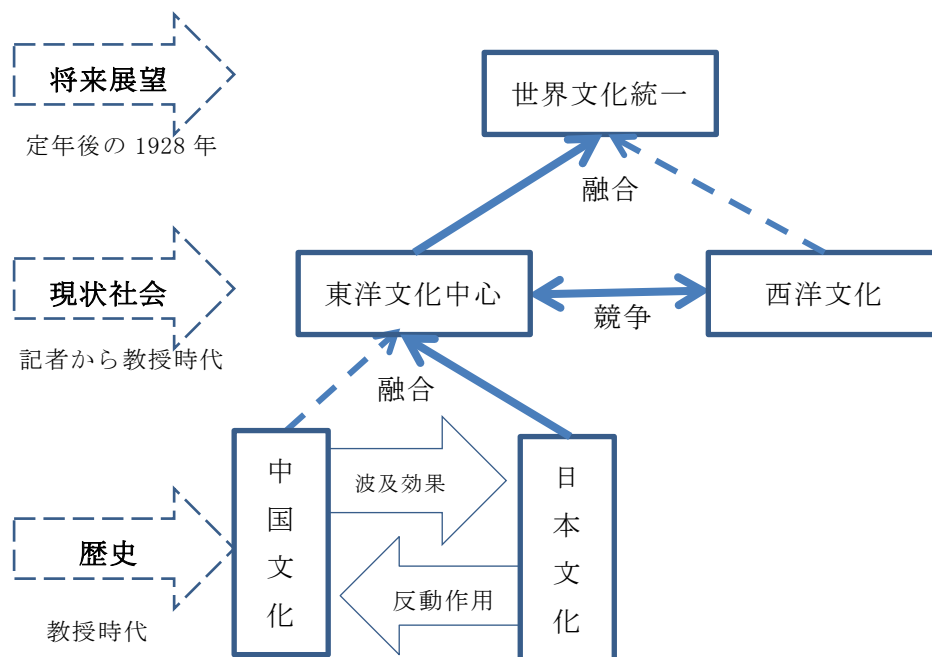 将来展望
定年後の 1928 年
世界文化統一
融合
現状社会
記者から教授時代
東洋文化中心
競争
西洋文化
融合
歴史
教授時代
中国文化
波及効果
反動作用
日本文化